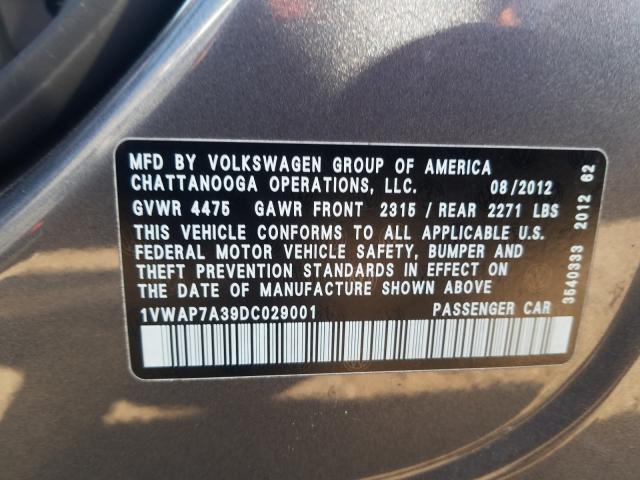 MFD BY VOLKSWAGEN GROUP OF AMERICA
CHATTANOOGA OPERATIONS, LLC. 08/2012
GVWR 4475 GAWR FRONT 2315 / REAR 2271 LBS
THIS VEHICLE CONFORMS TO ALL APPLICABLE U.S.
FEDERAL MOTOR VEHICLE SAFETY, BUMPER AND
THEFT PREVENTION STANDARDS IN EFFECT ON
THE DATE OF MANUFACTURE SHOWN ABOVE
1VWAP7A39DC029001 PASSENGER CAR
3540333 2012 62